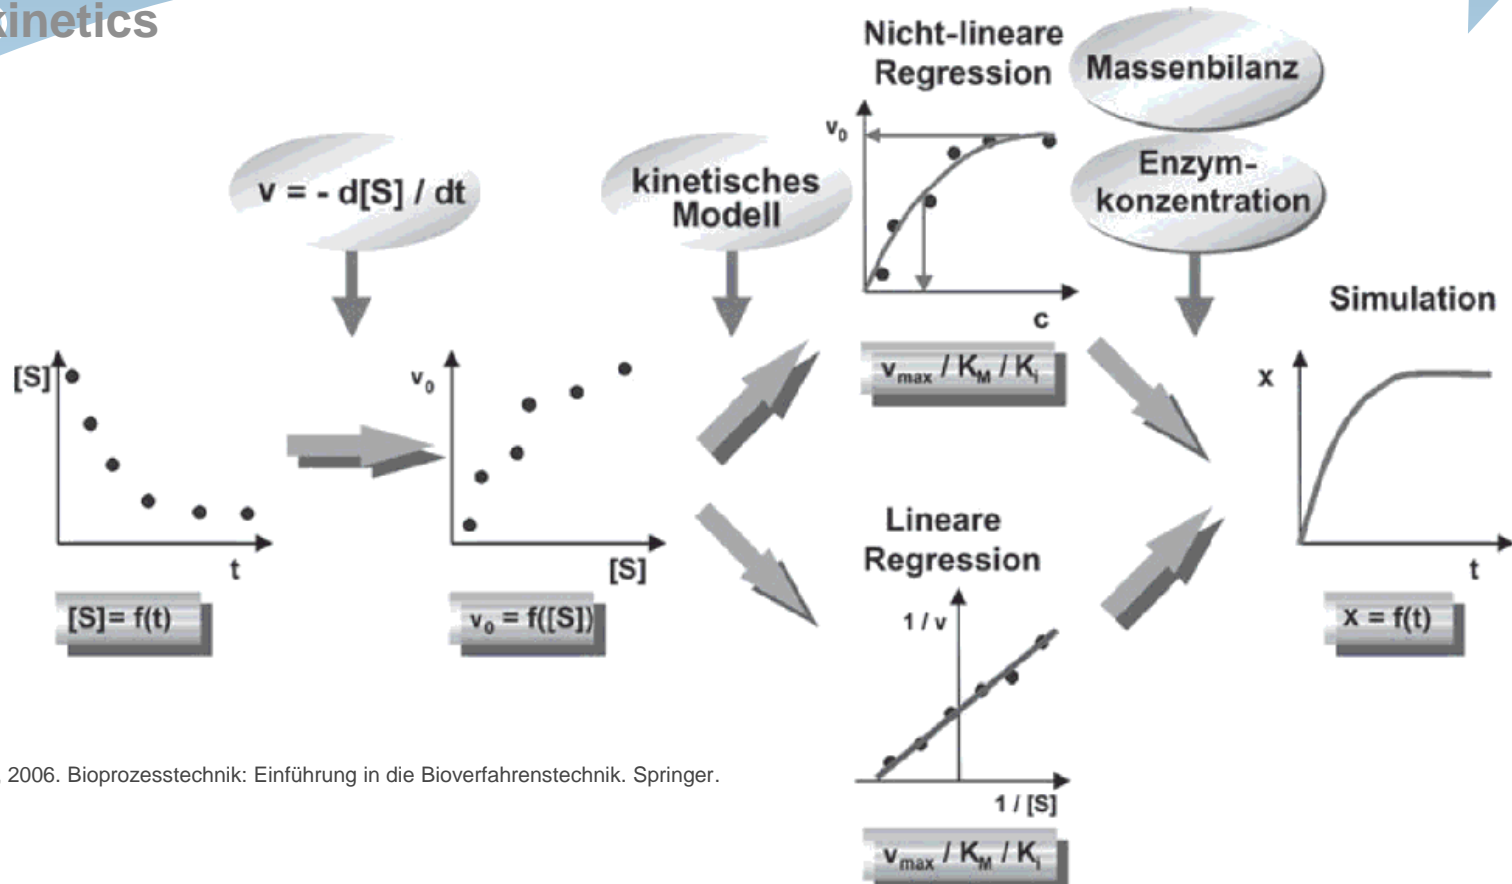 kinetics
v = - d[S] / dt
[S]
t
[S]= f(t)
v₀
[S]
v₀ = f([S])
kinetisches
Modell
Nicht-lineare
Regression
v₀
c
vmax / KM / Ki
Lineare
Regression
1 / v
1 / [S]
vmax / KM / Ki
Massenbilanz
Enzym-
konzentration
Simulation
x
t
x = f(t)
, 2006. Bioprozesstechnik: Einführung in die Bioverfahrenstechnik. Springer.